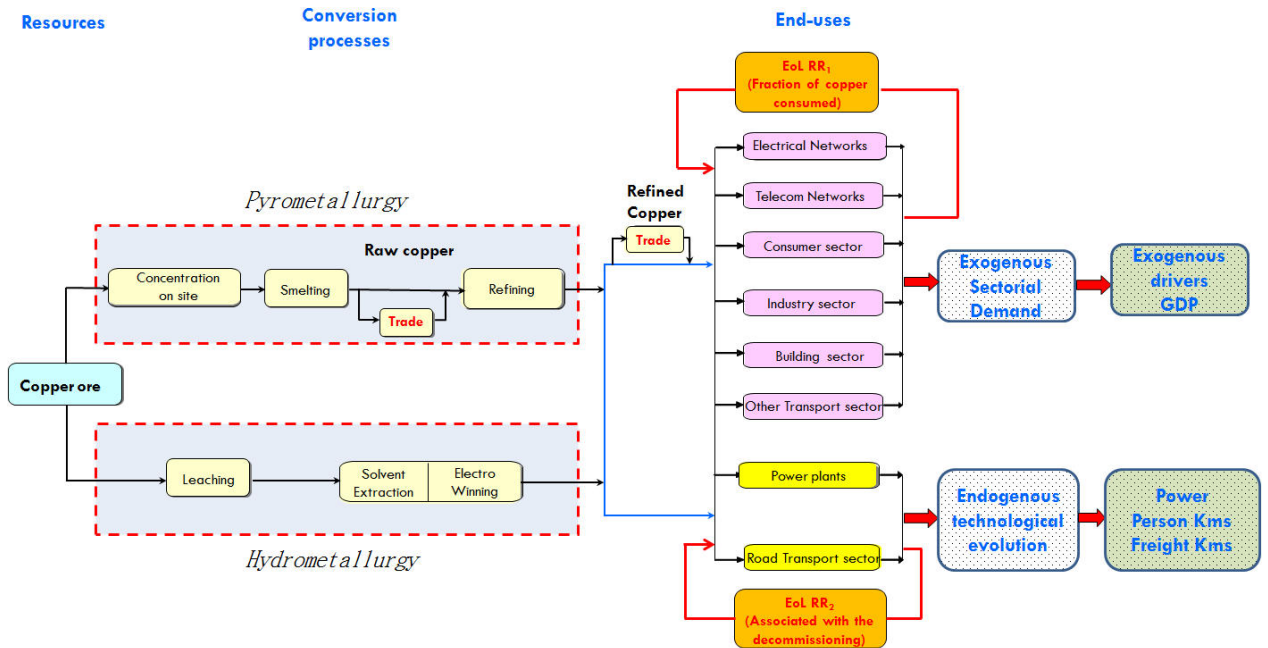 Resources
Conversion
processes
End-uses
EoL RR₁
(Fraction of copper
consumed)
Electrical Networks
Telecom Networks
Consumer sector
Industry sector
Building sector
Other Transport sector
Power plants
Road Transport sector
EoL RR₂
(Associated with the
decommissioning)
Pyrometallurgy
Raw copper
Concentration
on site
Smelting
Trade
Refining
Refined
Copper
Trade
Copper ore
Leaching
Solvent
Extraction
Electro
Winning
Hydrometallurgy
Exogenous
Sectorial
Demand
Exogenous
drivers
GDP
Endogenous
technological
evolution
Power
Person Kms
Freight Kms